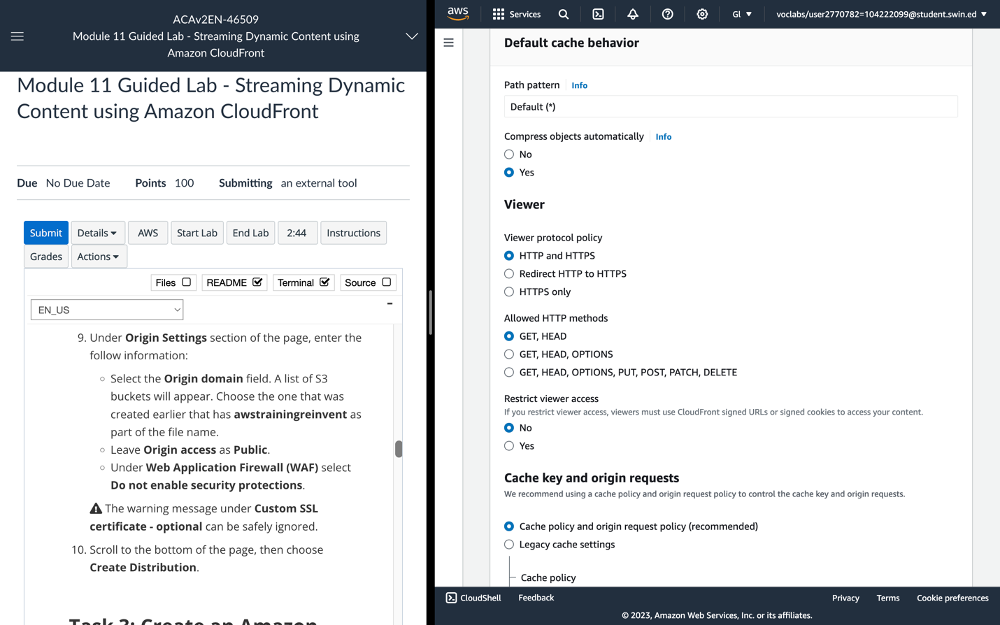 ACAv2EN-46509
Module 11 Guided Lab - Streaming Dynamic Content using
Amazon CloudFront
Module 11 Guided Lab - Streaming Dynamic
Content using Amazon CloudFront
Due No Due Date Points 100 Submitting an external tool
Submit Details AWS Start Lab End Lab 2:44 Instructions
Grades Actions
Files README Terminal Source
EN_US
9. Under Origin Settings section of the page, enter the
follow information:
Select the Origin domain field. A list of S3
buckets will appear. Choose the one that was
created earlier that has awstrainingreinvent as
part of the file name.
Leave Origin access as Public.
Under Web Application Firewall (WAF) select
Do not enable security protections.
The warning message under Custom SSL
certificate - optional can be safely ignored.
10. Scroll to the bottom of the page, then choose
Create Distribution.
Task 3: Create an Amazon
aws Services Gl voclabs/user2770782=104222099@student.swin.ed
Default cache behavior
Path pattern Info
Default (*)
Compress objects automatically Info
No
Yes
Viewer
Viewer protocol policy
HTTP and HTTPS
Redirect HTTP to HTTPS
HTTPS only
Allowed HTTP methods
GET, HEAD
GET, HEAD, OPTIONS
GET, HEAD, OPTIONS, PUT, POST, PATCH, DELETE
Restrict viewer access
If you restrict viewer access, viewers must use CloudFront signed URLs or signed cookies to access your content.
No
Yes
Cache key and origin requests
We recommend using a cache policy and origin request policy to control the cache key and origin requests.
Cache policy and origin request policy (recommended)
Legacy cache settings
Cache policy
CloudShell Feedback Privacy Terms Cookie preferences
© 2023, Amazon Web Services, Inc. or its affiliates.